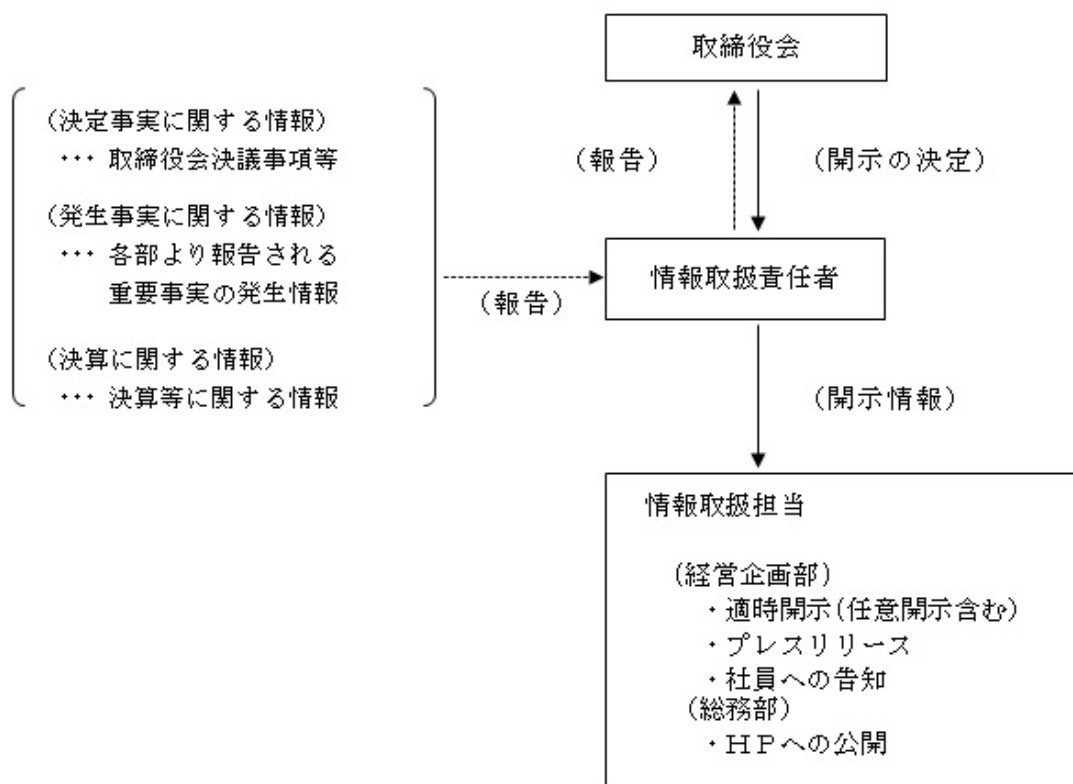 取締役会
(決定事実に関する情報)
… 取締役会決議事項等
(発生事実に関する情報)
… 各部より報告される
重要事実の発生情報
(決算に関する情報)
… 決算等に関する情報
(報告)
(開示の決定)
(報告)
情報取扱責任者
(開示情報)
情報取扱担当
(経営企画部)
・適時開示(任意開示含む)
・プレスリリース
・社員への告知
(総務部)
・ＨＰへの公開